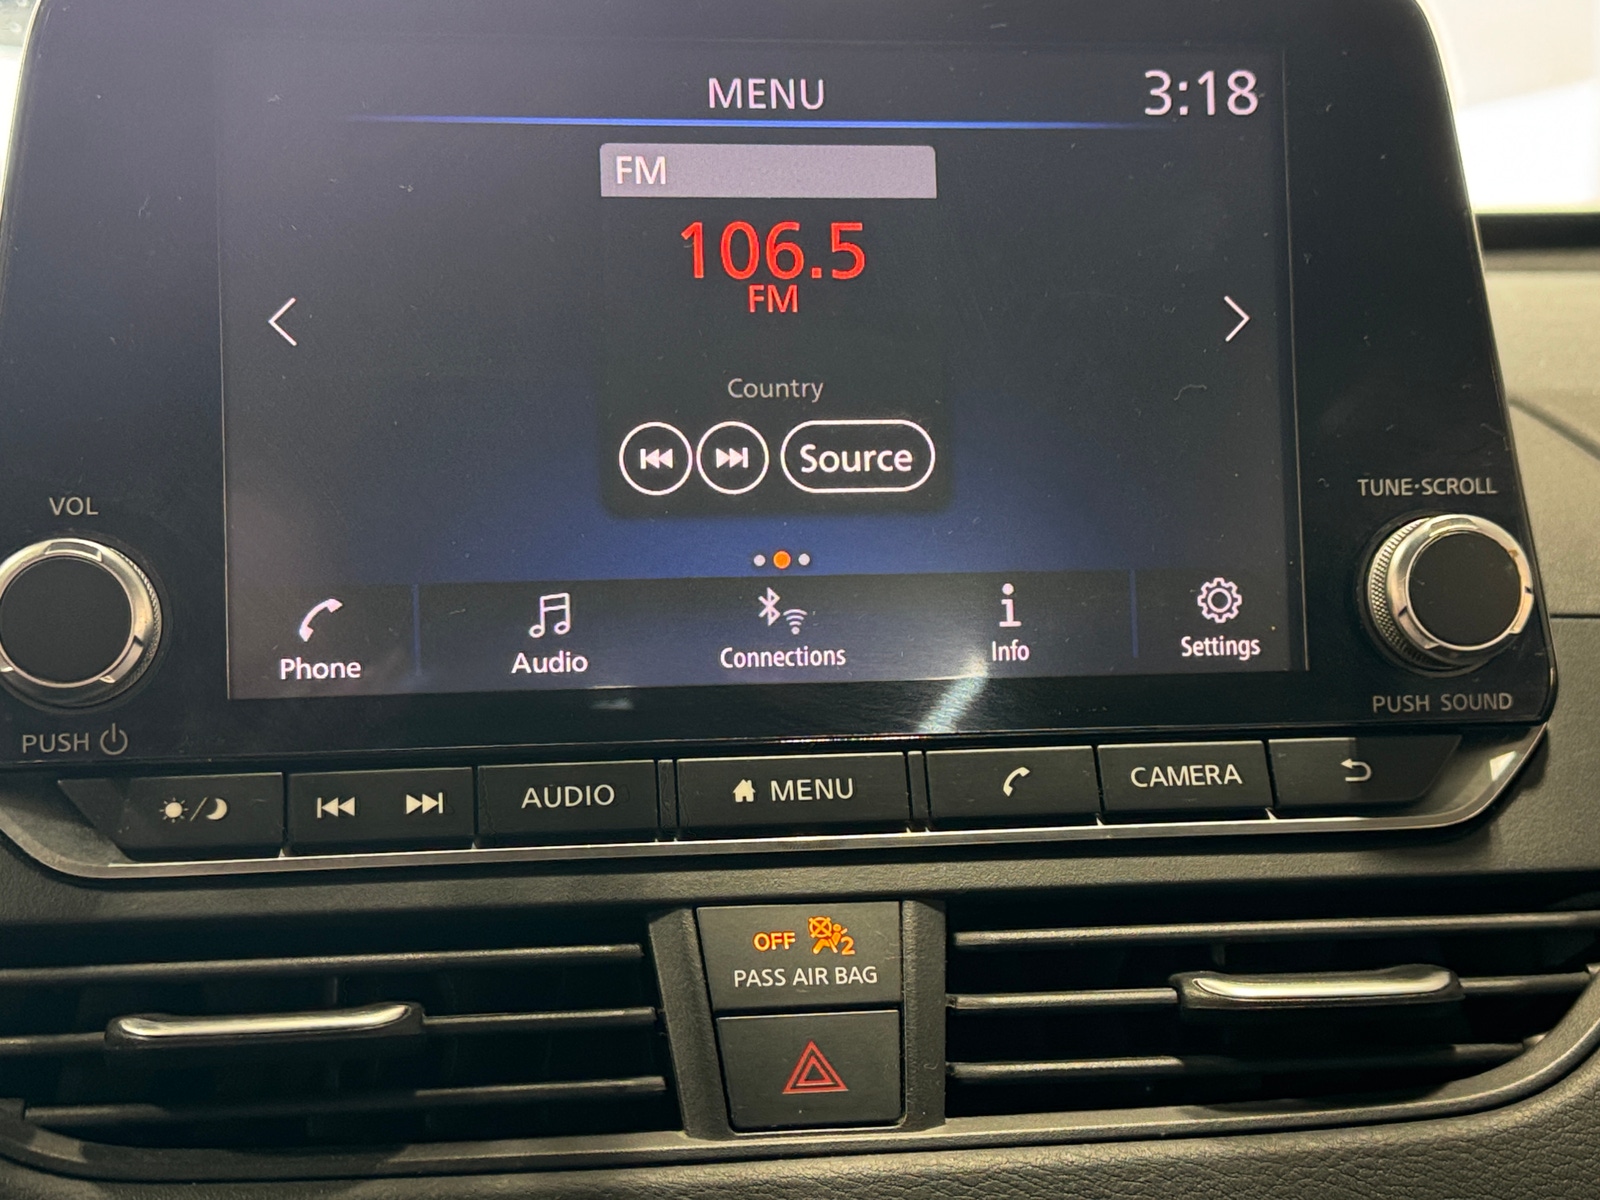 MENU
3:18
FM
106.5
FM
Country
Source
VOL
TUNE·SCROLL
Phone
Audio
Connections
Info
Settings
PUSH
PUSH SOUND
AUDIO
MENU
CAMERA
OFF 2
PASS AIR BAG